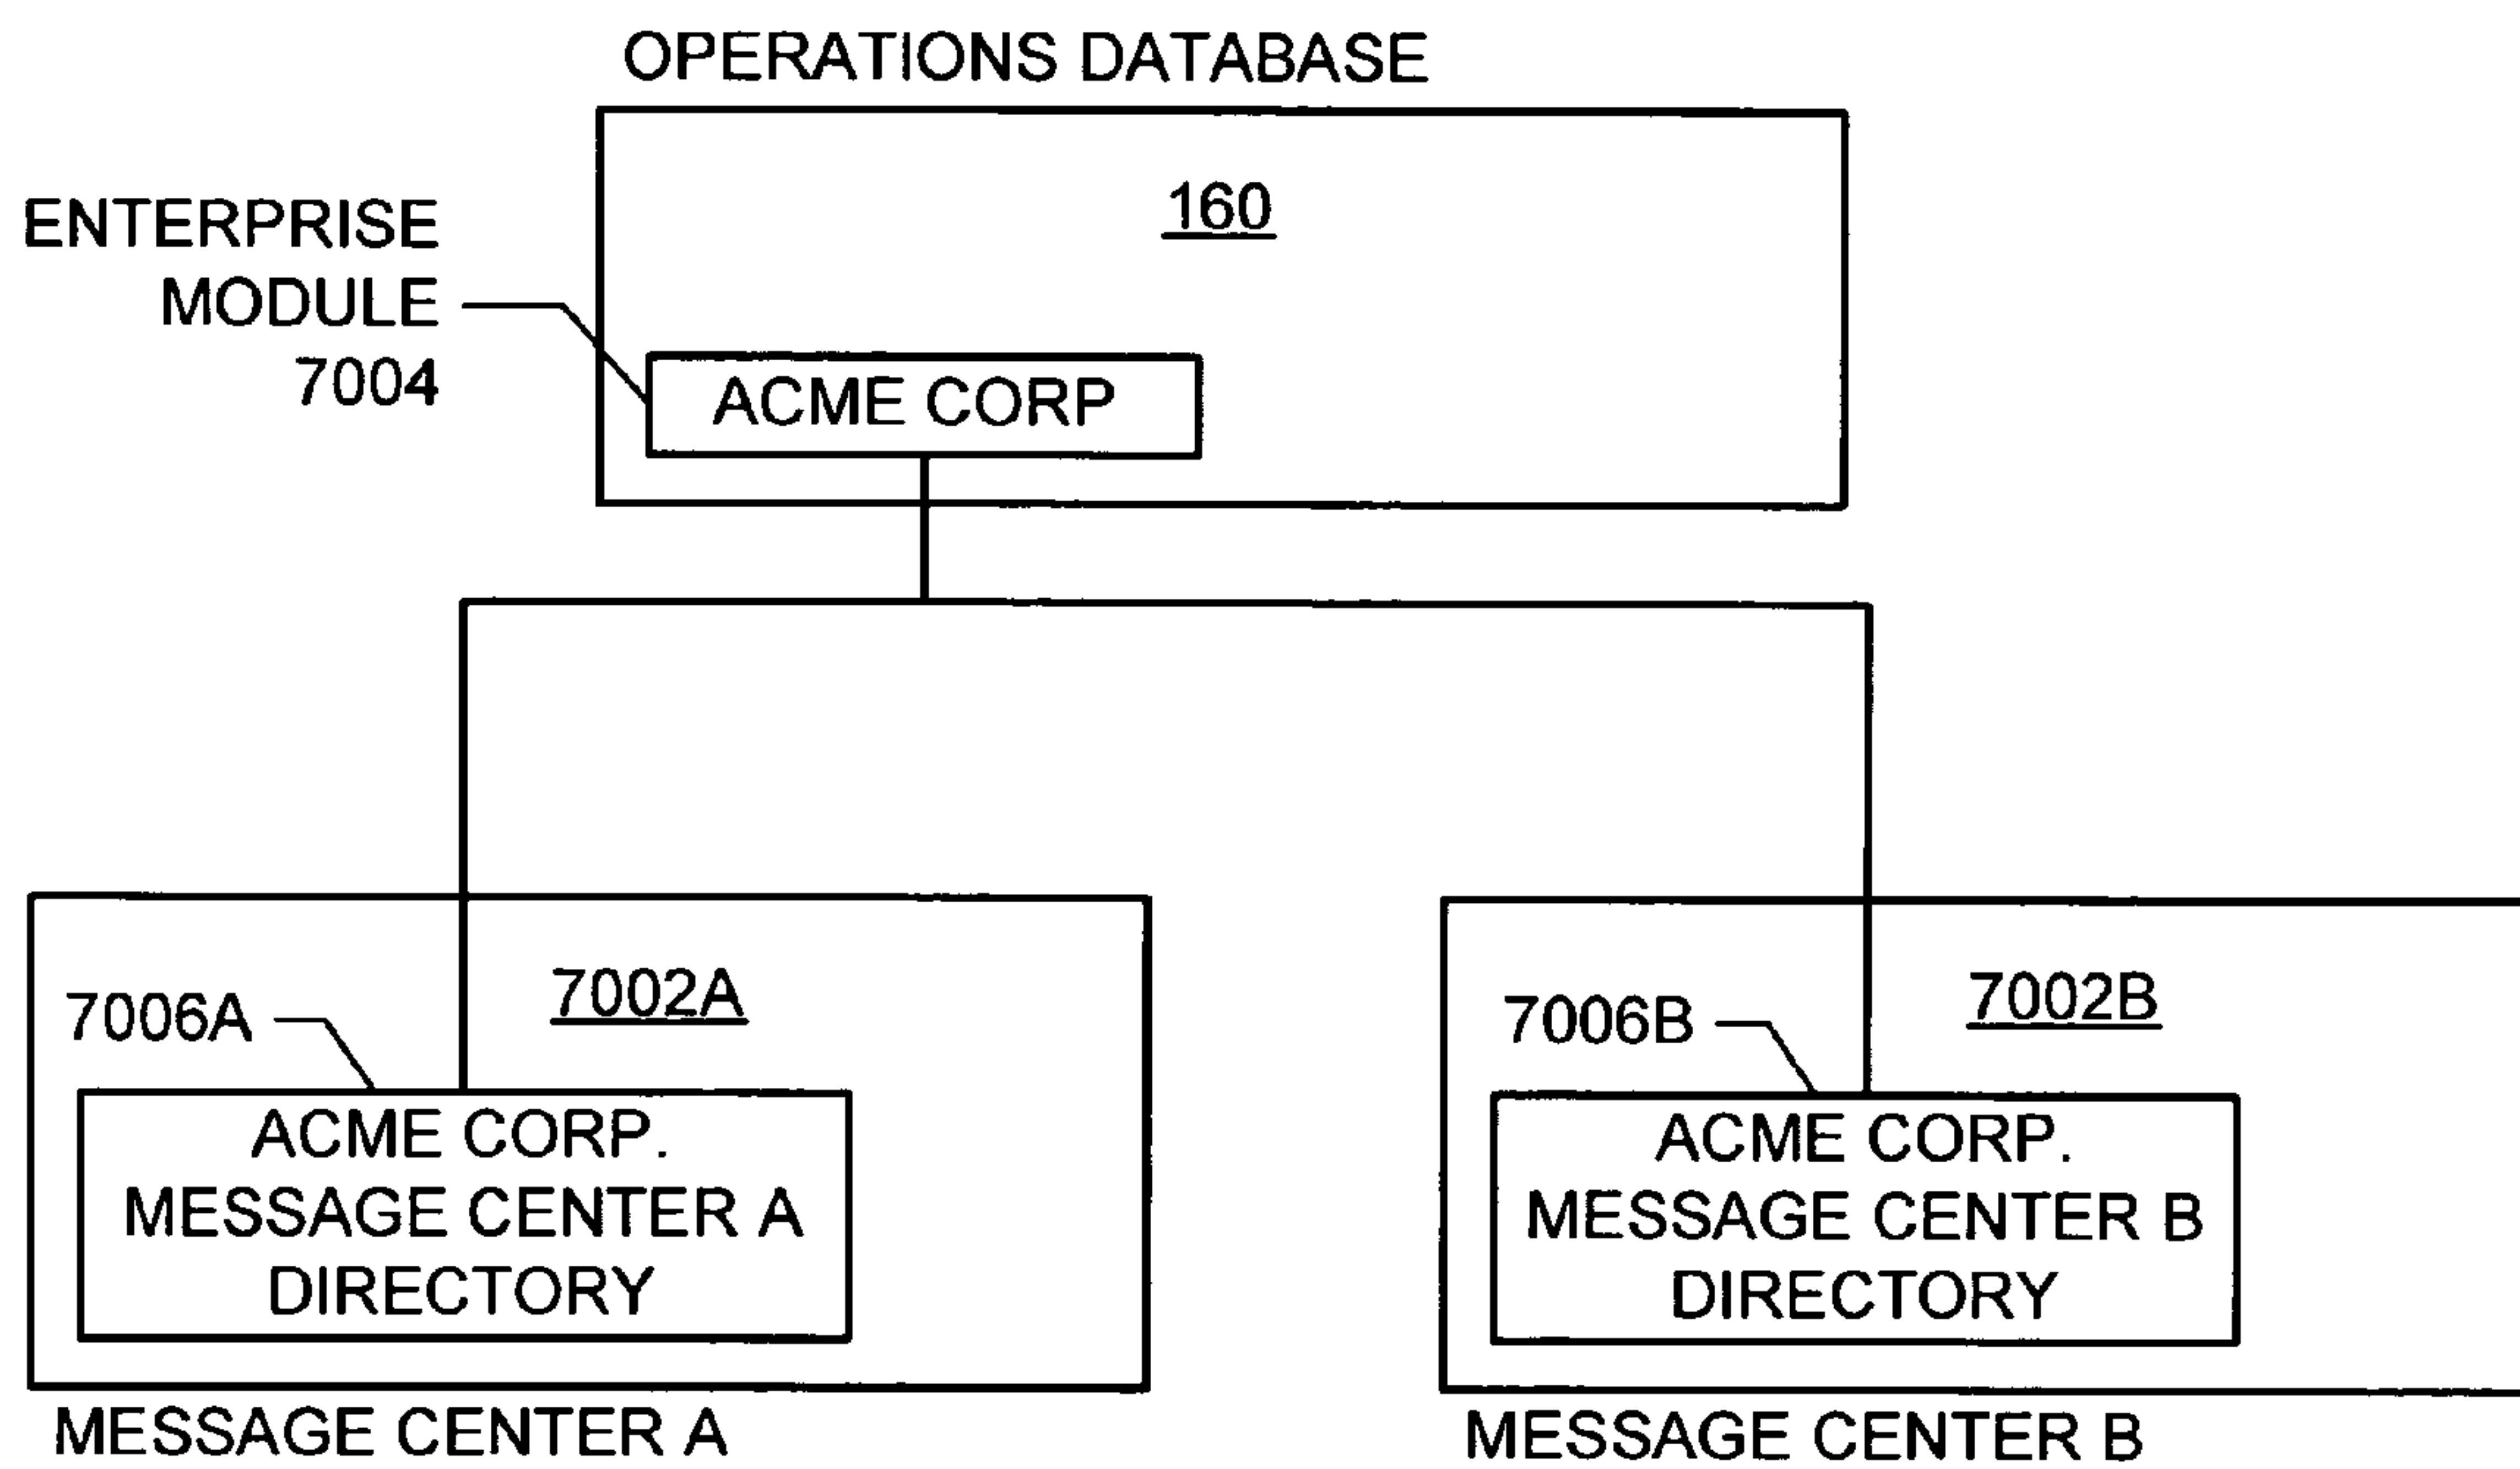 OPERATIONS DATABASE
160
ENTERPRISE
MODULE
7004
ACME CORP
7002A
7006A
ACME CORP.
MESSAGE CENTER A
DIRECTORY
MESSAGE CENTER A
7002B
7006B
ACME CORP.
MESSAGE CENTER B
DIRECTORY
MESSAGE CENTER B